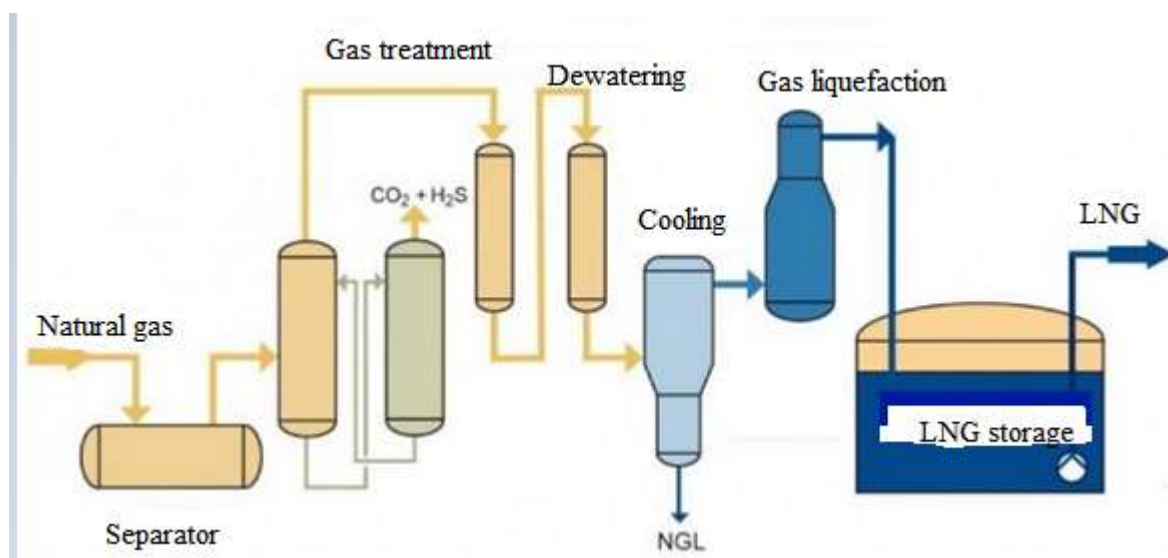 Gas treatment
Dewatering
Gas liquefaction
CO₂ + H₂S
Cooling
LNG
Natural gas
LNG storage
Separator
NGL